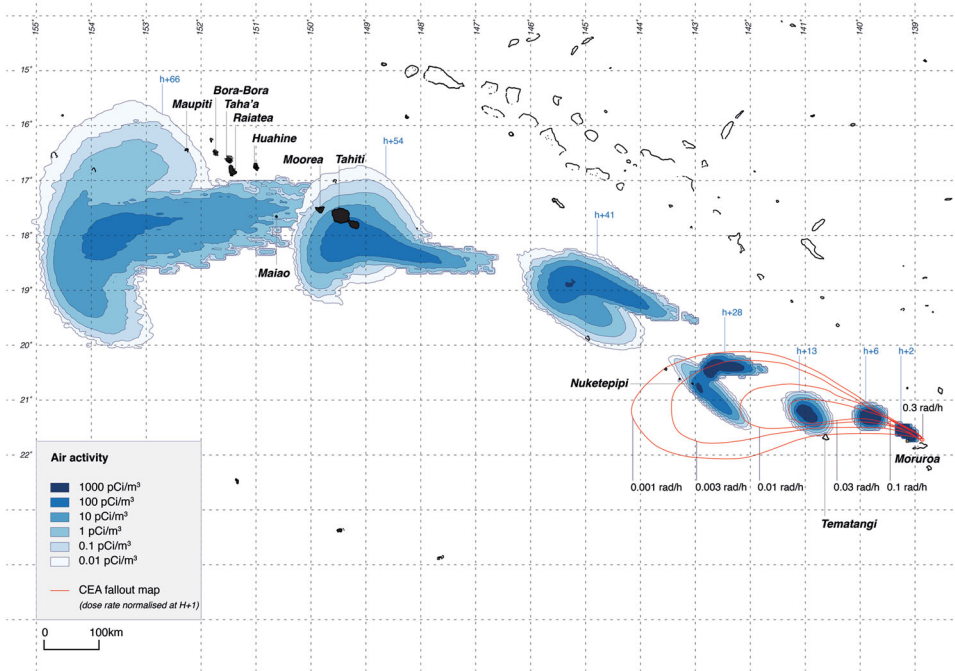 155
154
153
152
151
150
149
148
147
146
145
144
143
142
141
140
139
15˚
16˚
17˚
18˚
19˚
20˚
21˚
22˚
h+66
Bora-Bora
Maupiti
Taha'a
Raiatea
Huahine
h+54
Moorea
Tahiti
h+41
Maiao
h+28
h+13
h+6
h+2
Nuketepipi
0.3 rad/h
Moruroa
0.001 rad/h
0.003 rad/h
0.01 rad/h
0.03 rad/h
0.1 rad/h
Tematangi
Air activity
1000 pCi/m³
100 pCi/m³
10 pCi/m³
1 pCi/m³
0.1 pCi/m³
0.01 pCi/m³
CEA fallout map
(dose rate normalised at H+1)
0 100km